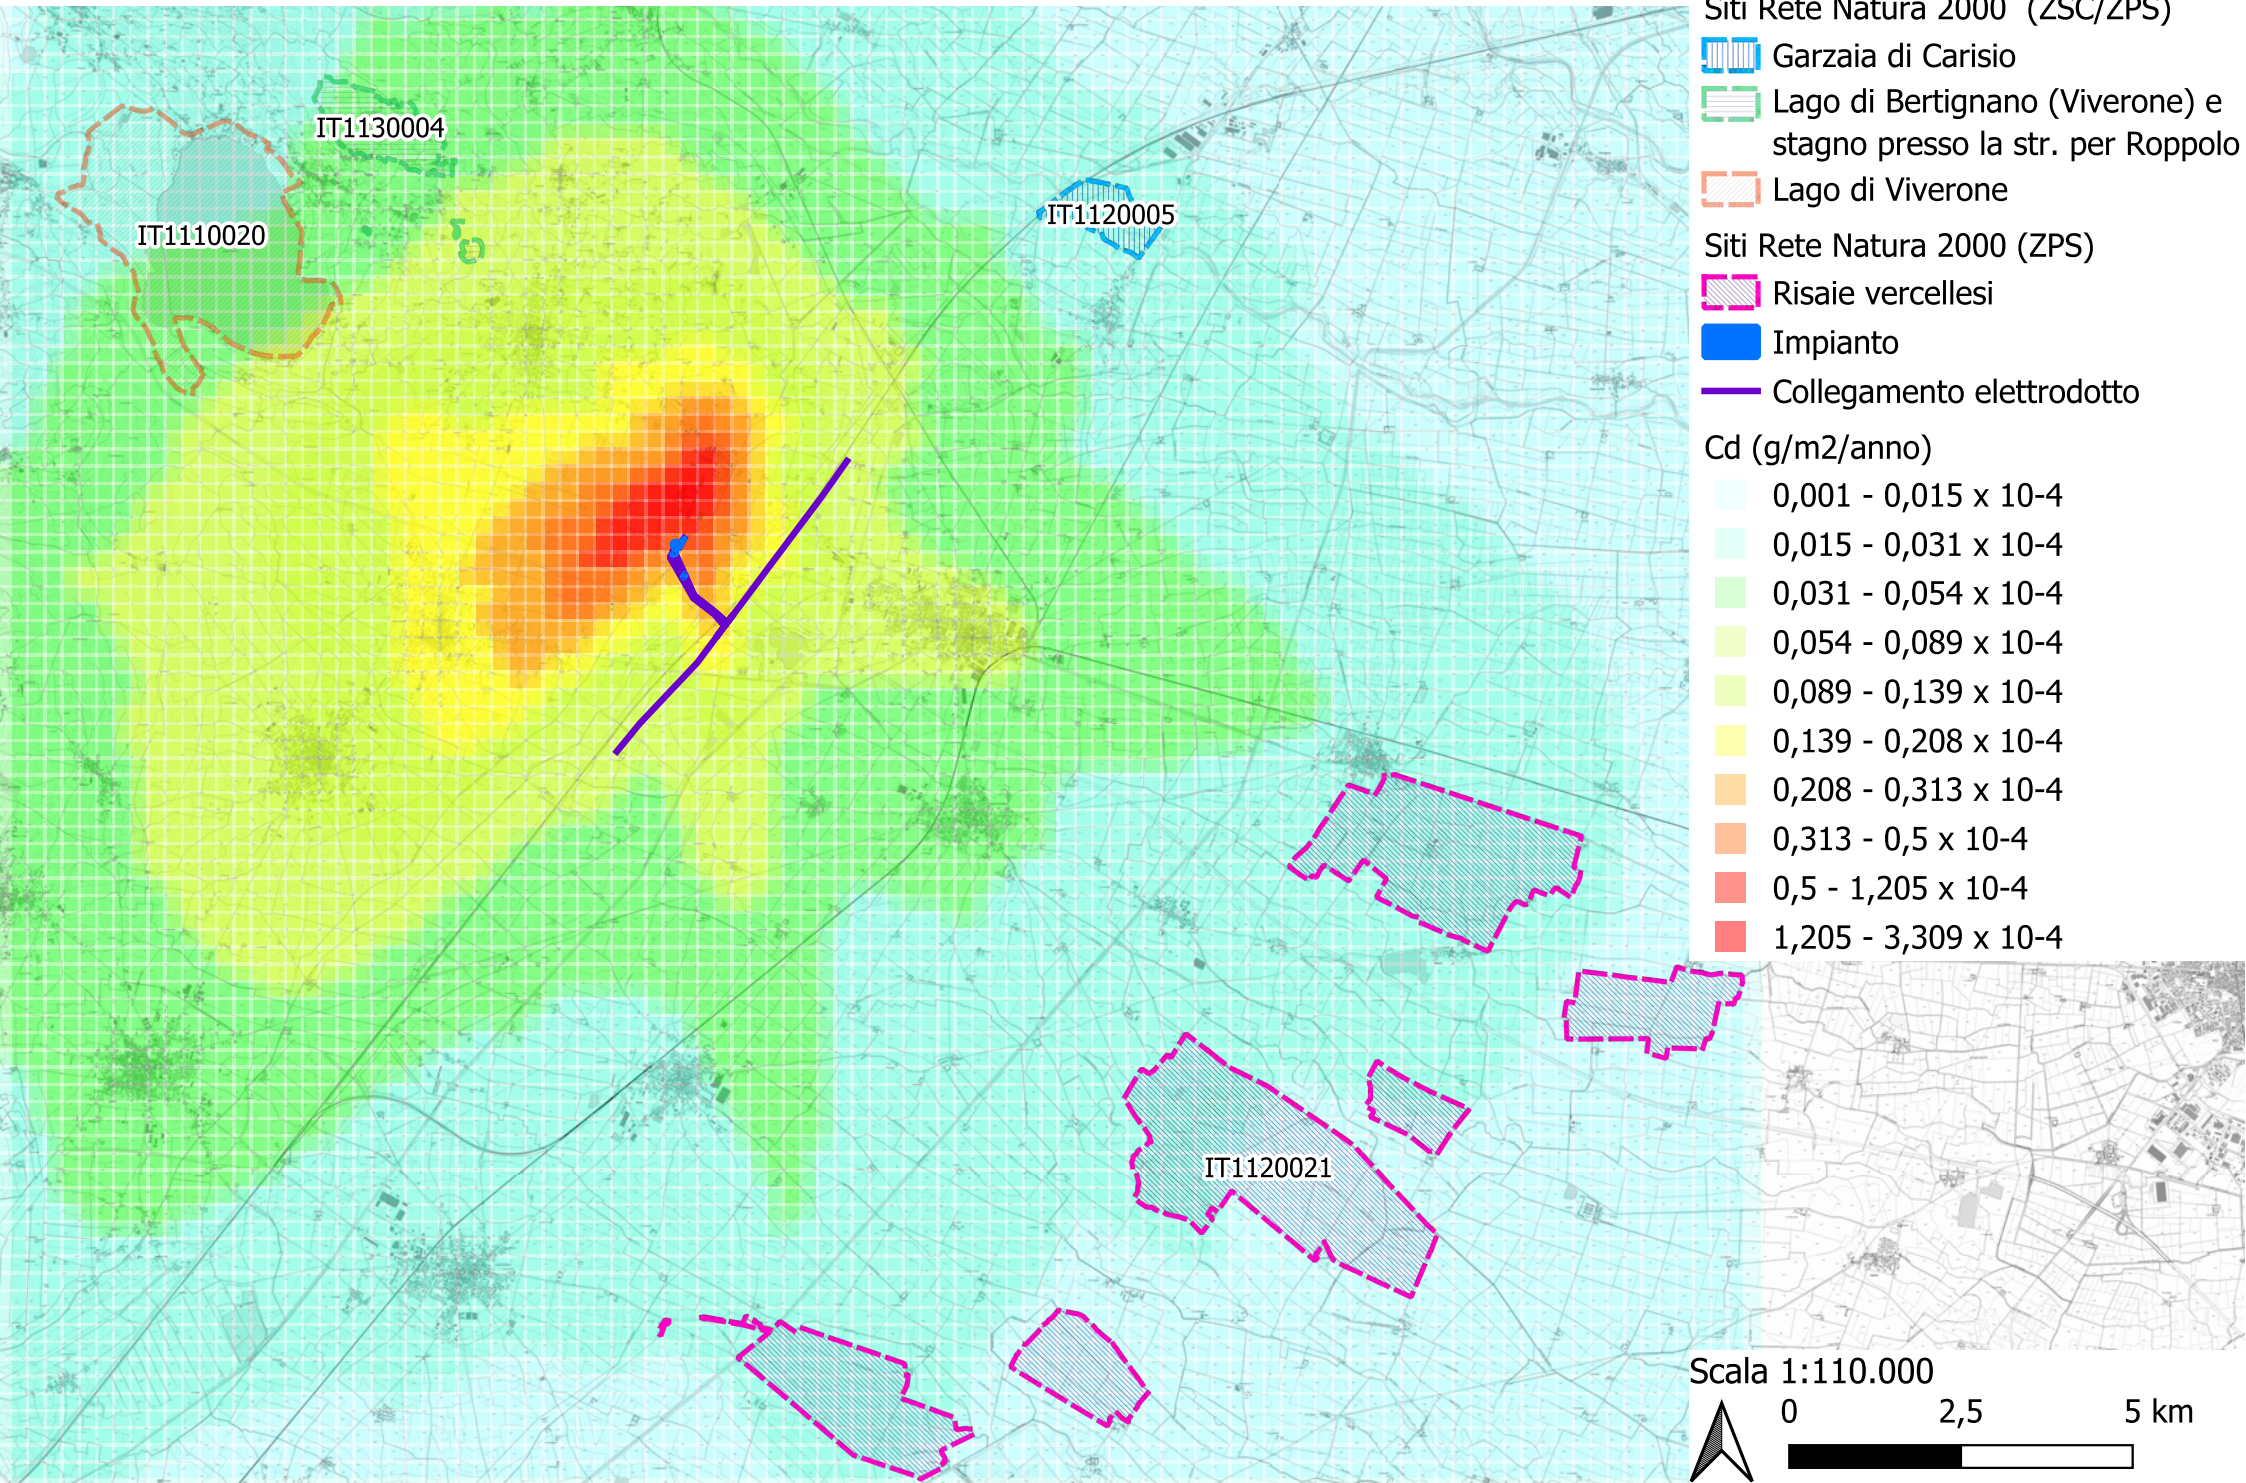 Siti Rete Natura 2000 (ZSC/ZPS)
Garzaia di Carisio
Lago di Bertignano (Viverone) e
stagno presso la str. per Roppolo
Lago di Viverone
Siti Rete Natura 2000 (ZPS)
Risaie vercellesi
Impianto
Collegamento elettrodotto
Cd (g/m2/anno)
0,001 - 0,015 x 10-4
0,015 - 0,031 x 10-4
0,031 - 0,054 x 10-4
0,054 - 0,089 x 10-4
0,089 - 0,139 x 10-4
0,139 - 0,208 x 10-4
0,208 - 0,313 x 10-4
0,313 - 0,5 x 10-4
0,5 - 1,205 x 10-4
1,205 - 3,309 x 10-4
IT1130004
IT1110020
IT1120005
IT1120021
Scala 1:110.000
0 2,5 5 km